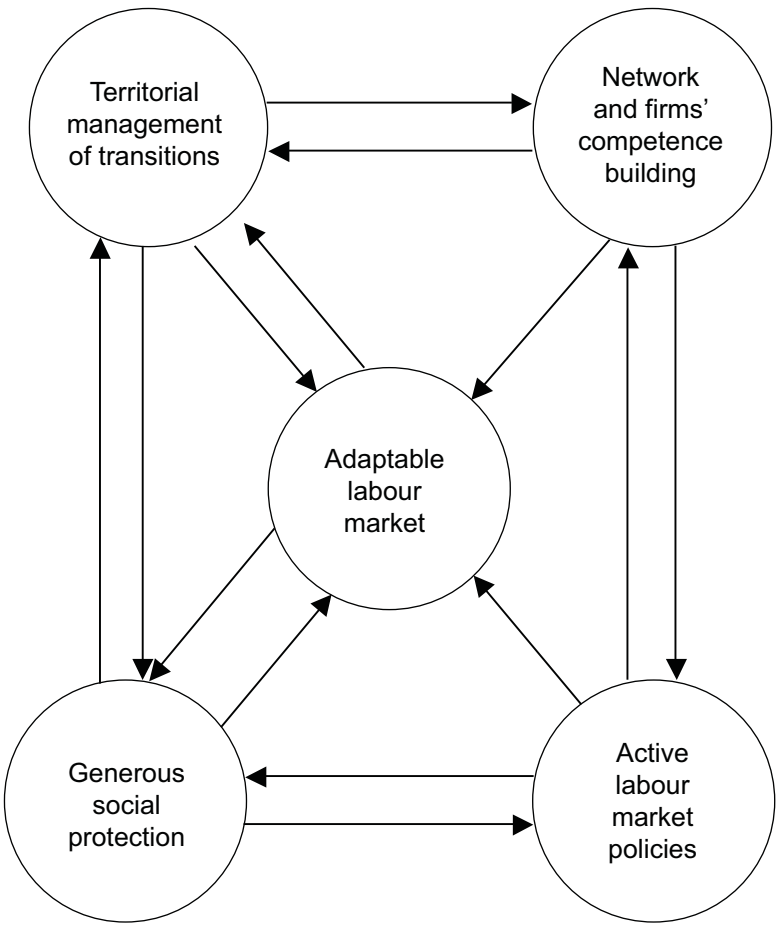 Territorial
management
of transitions
Network
and firms’
competence
building
Adaptable
labour
market
Generous
social
protection
Active
labour
market
policies